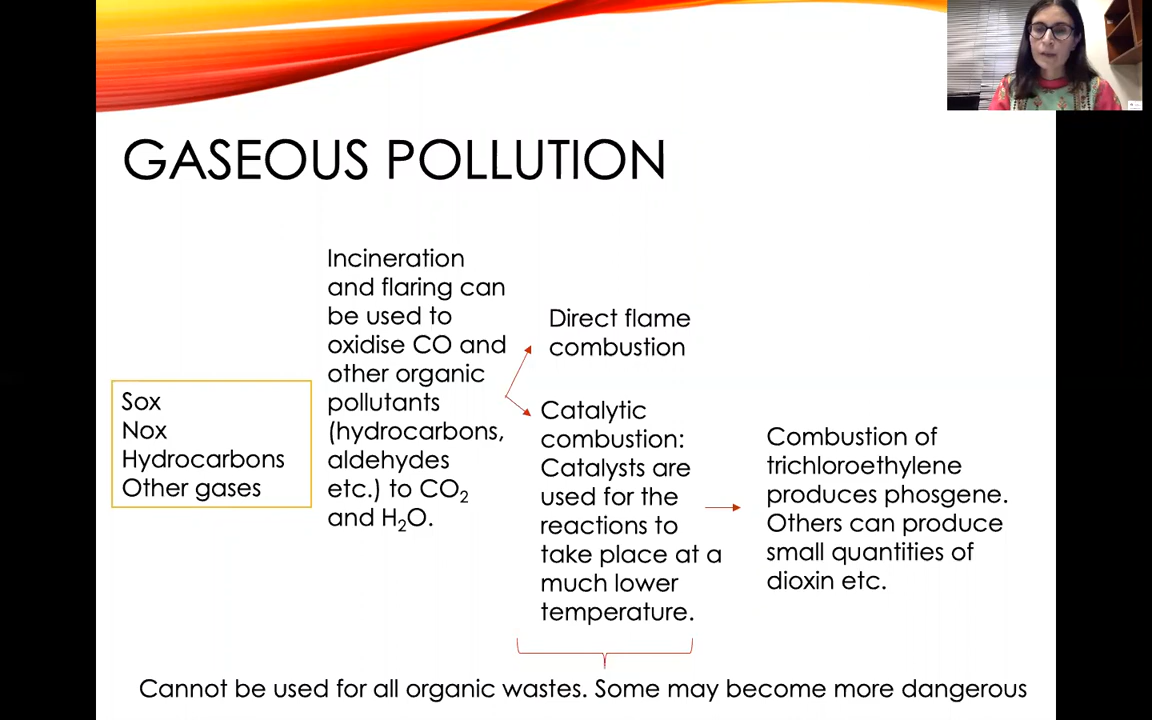 GASEOUS POLLUTION
Sox
Nox
Hydrocarbons
Other gases
Incineration
and flaring can
be used to
oxidise CO and
other organic
pollutants
(hydrocarbons,
aldehydes
etc.) to CO₂
and H₂O.
Direct flame
combustion
Catalytic
combustion:
Catalysts are
used for the
reactions to
take place at a
much lower
temperature.
Combustion of
trichloroethylene
produces phosgene.
Others can produce
small quantities of
dioxin etc.
Cannot be used for all organic wastes. Some may become more dangerous